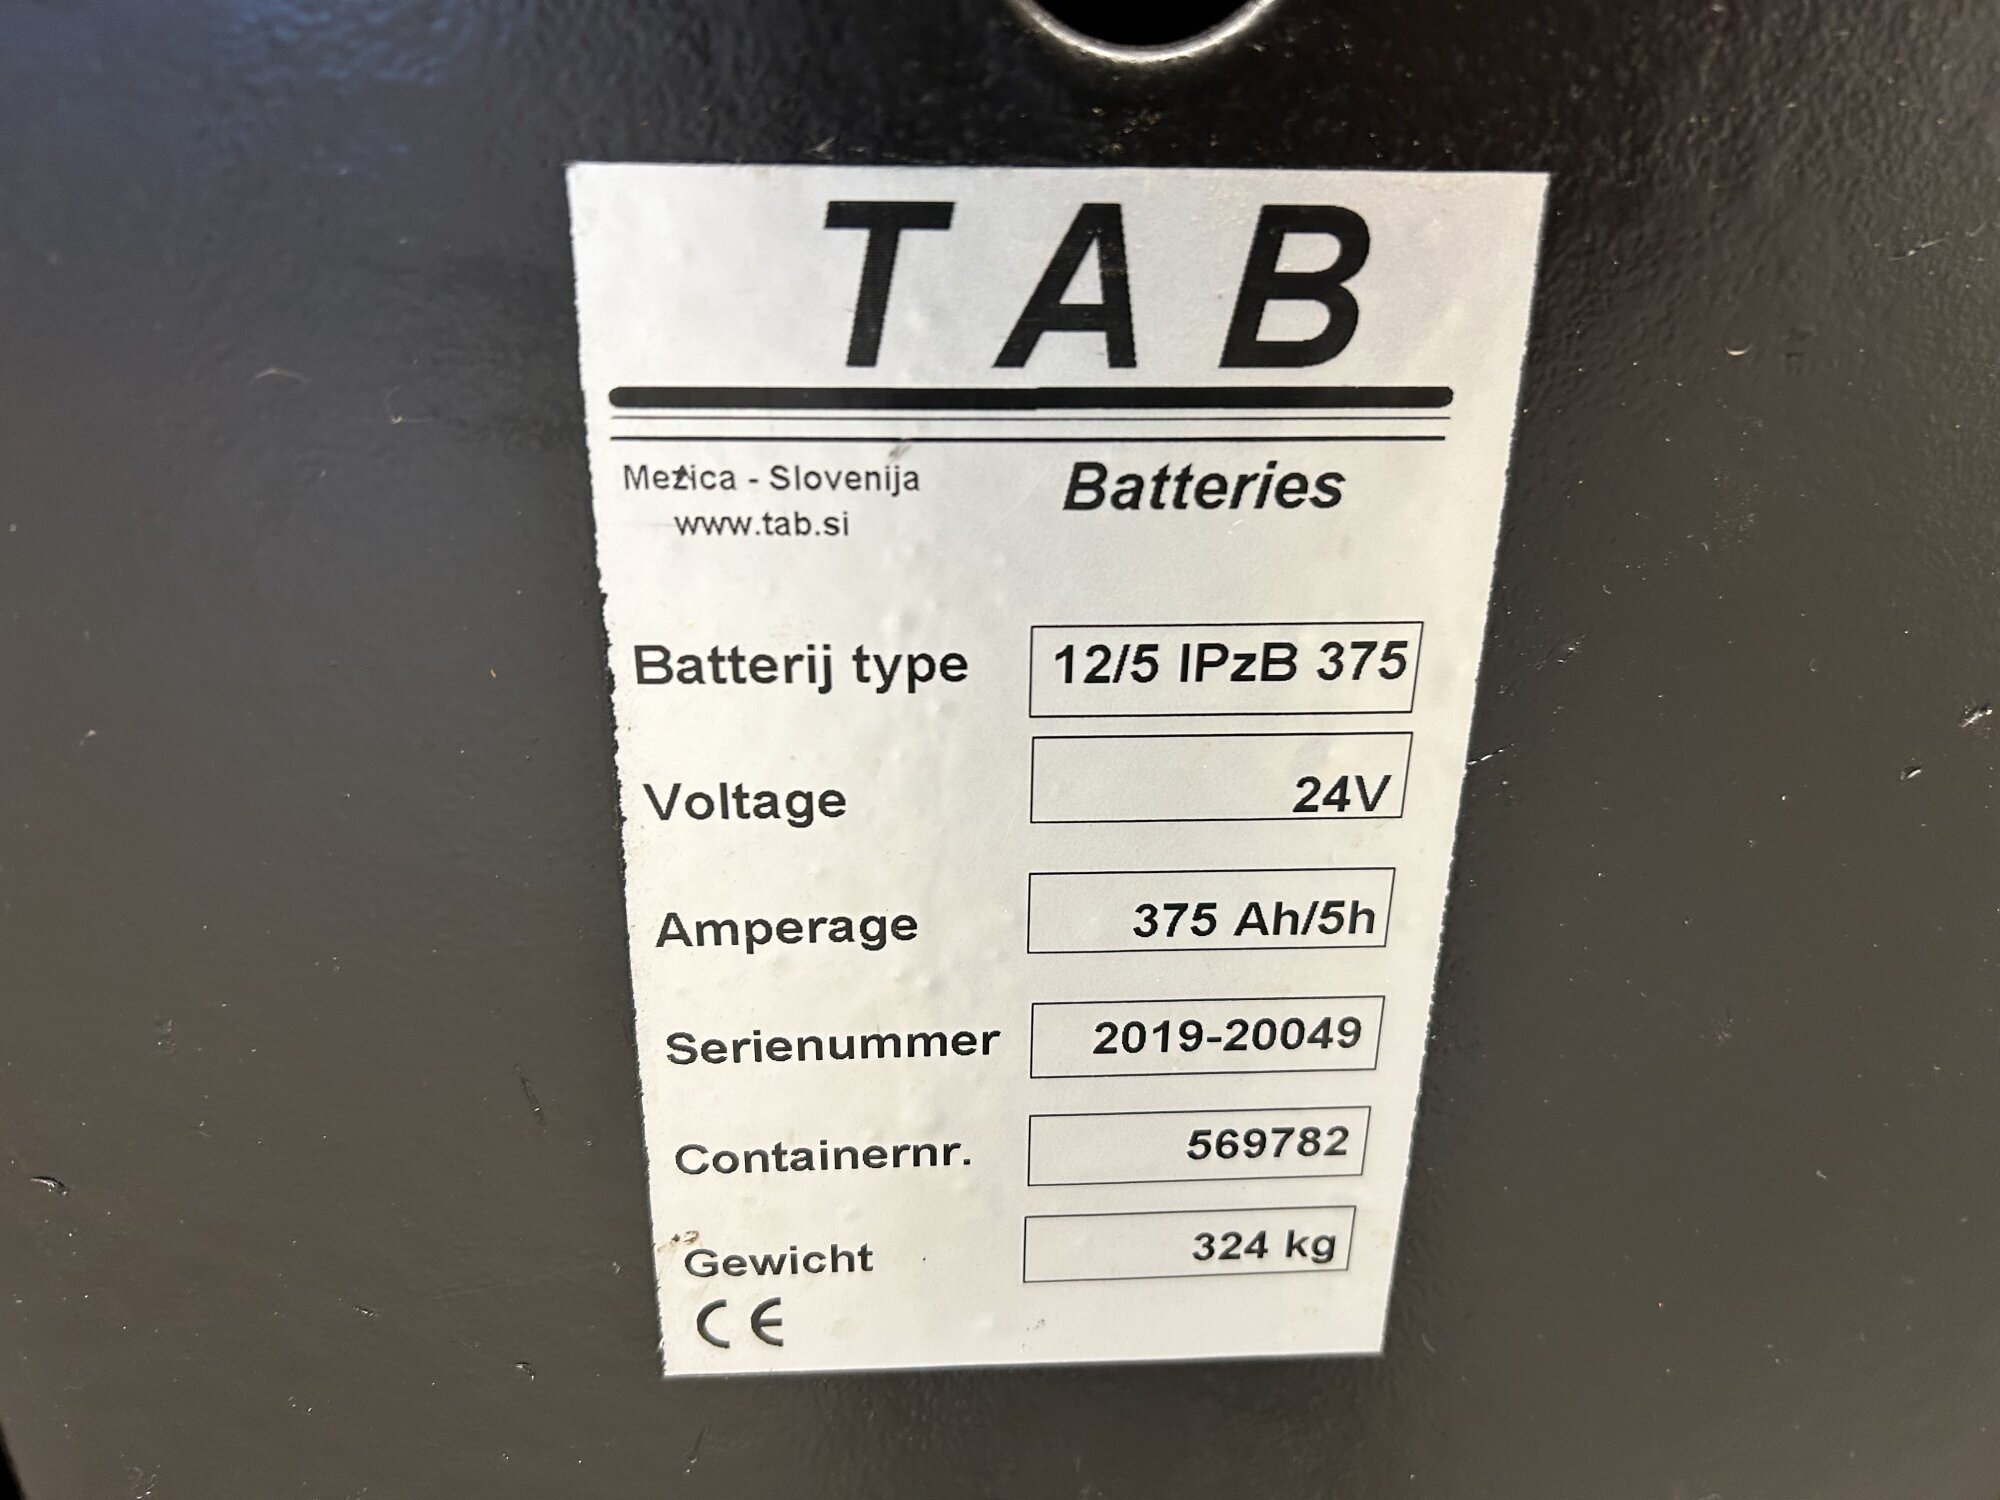 TAB
Mežica - Slovenija
Batteries
www.tab.si
Batterij type 12/5 IPzB 375
Voltage 24V
Amperage 375 Ah/5h
Serienummer 2019-20049
Containernr. 569782
Gewicht 324 kg
CE